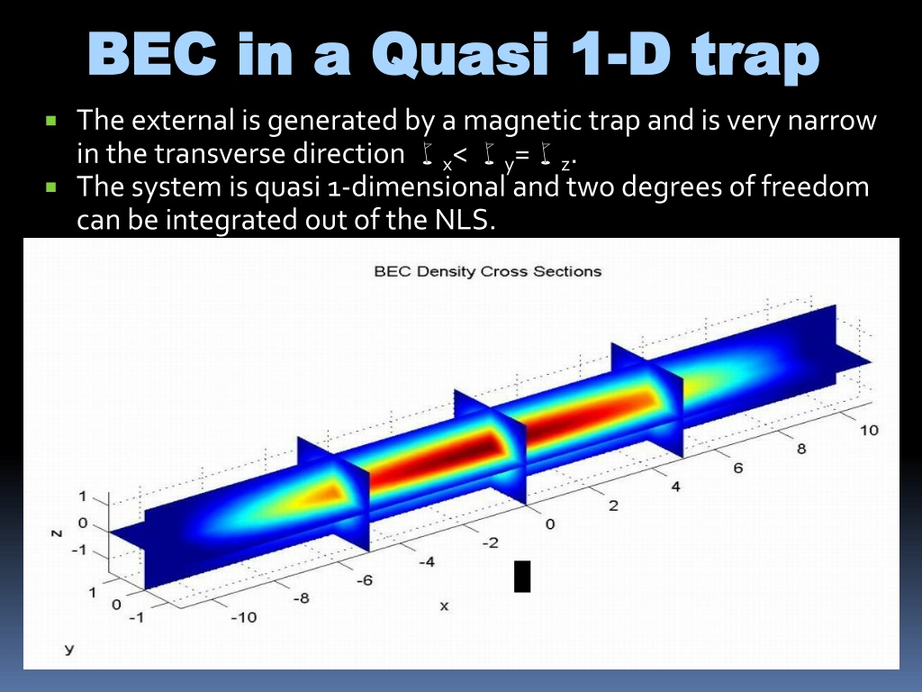 BEC in a Quasi 1-D trap
The external is generated by a magnetic trap and is very narrow
in the transverse direction x< y= z.
The system is quasi 1-dimensional and two degrees of freedom
can be integrated out of the NLS.
BEC Density Cross Sections
1
0
-1
z
1
0
-1
y
-10
-8
-6
-4
-2
0
2
4
6
8
10
x